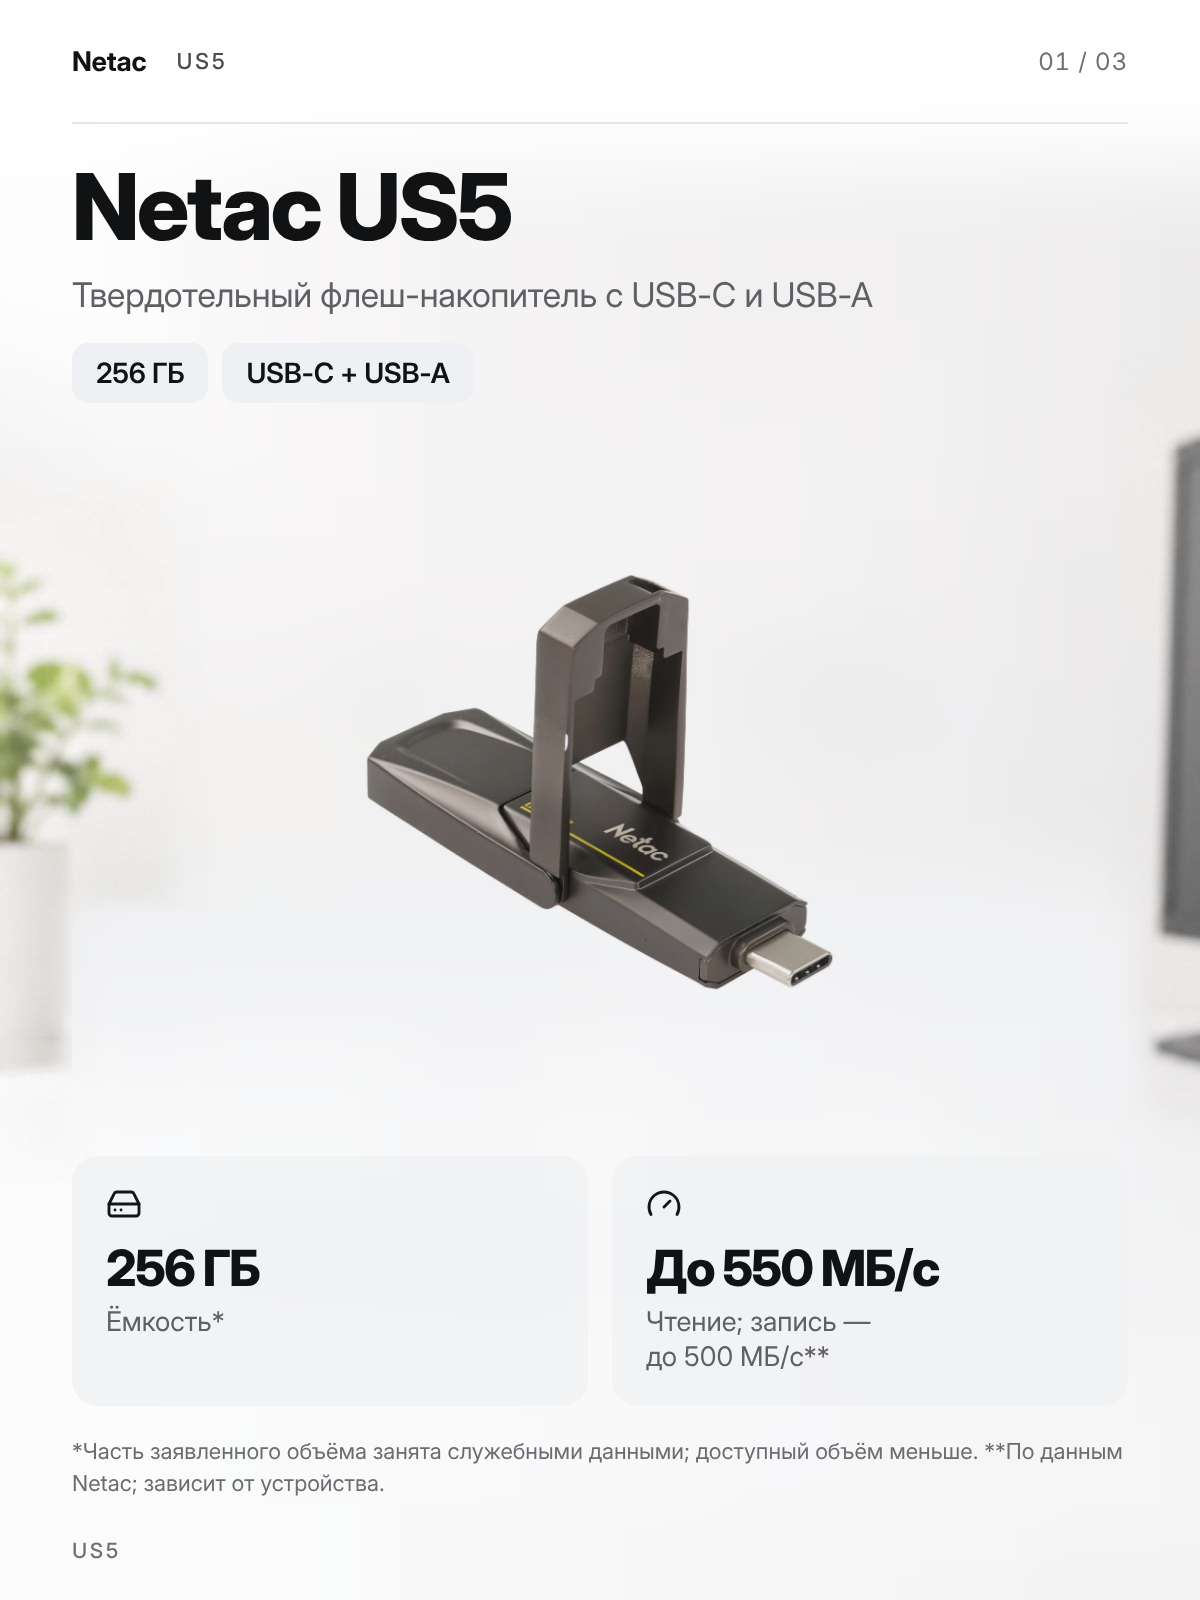 Netac US5 01 / 03
Netac US5
Твердотельный флеш-накопитель с USB-C и USB-A
256 ГБ USB-C + USB-A
Netac
256 ГБ
Ёмкость*
До 550 МБ/с
Чтение; запись —
до 500 МБ/с**
*Часть заявленного объёма занята служебными данными; доступный объём меньше. **По данным
Netac; зависит от устройства.
US5